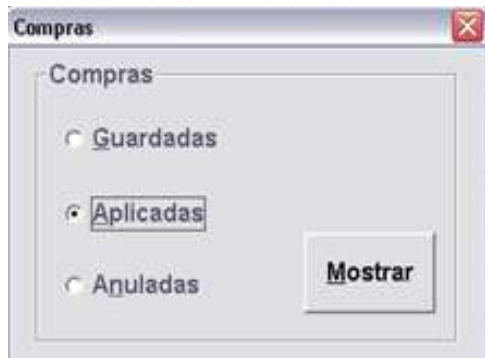 Compras
Compras
Guardadas
Aplicadas
Anuladas
Mostrar